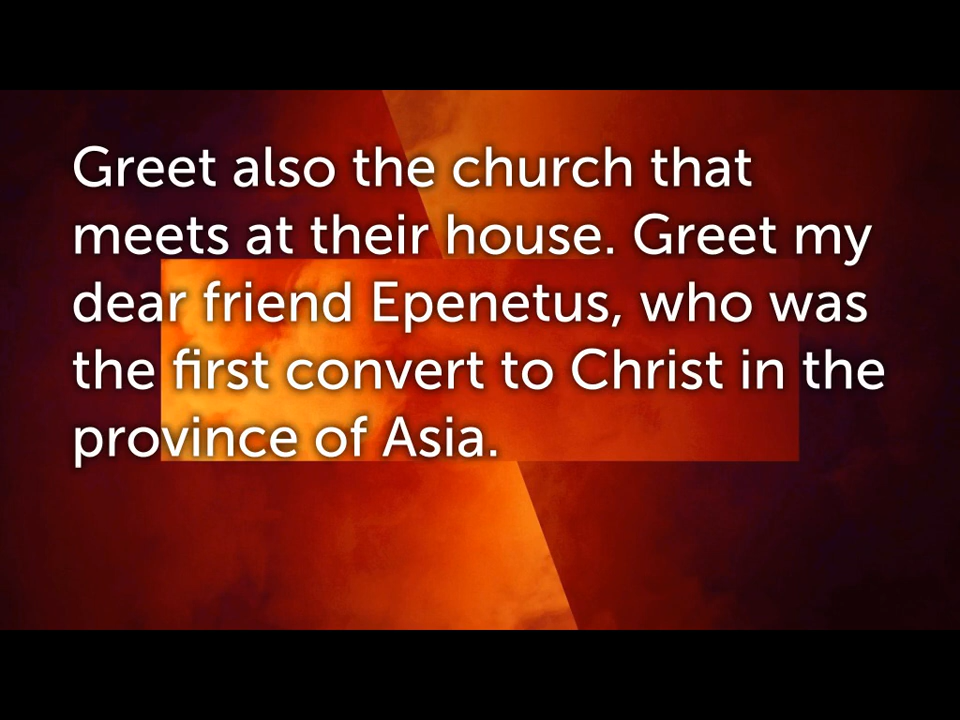 Greet also the church that
meets at their house. Greet my
dear friend Epenetus, who was
the first convert to Christ in the
province of Asia.